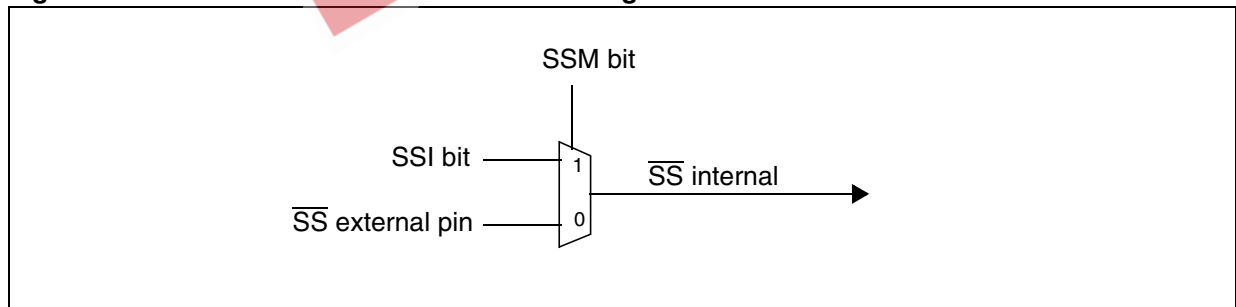 SSM bit
SSI bit
1
SS internal
SS external pin
0